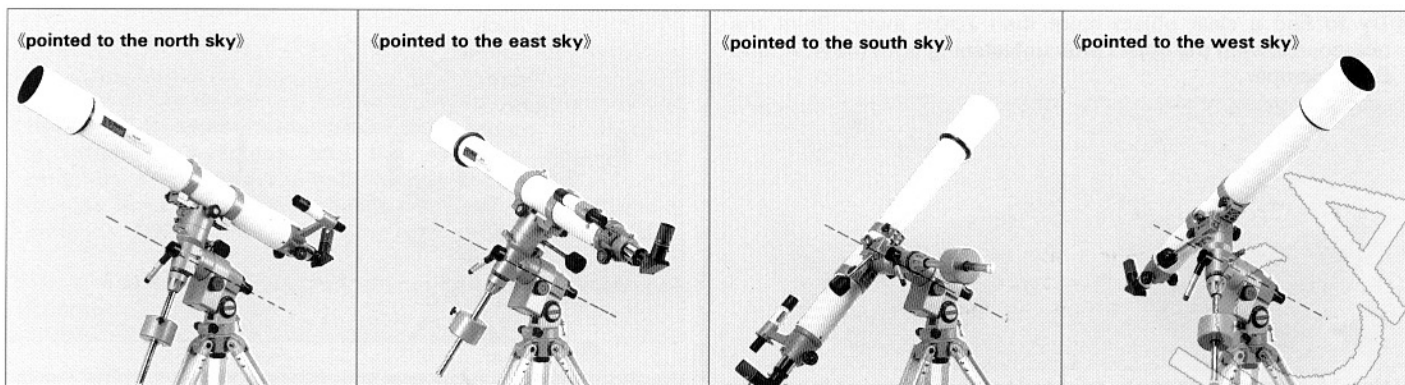 《pointed to the north sky》
《pointed to the east sky》
《pointed to the south sky》
《pointed to the west sky》